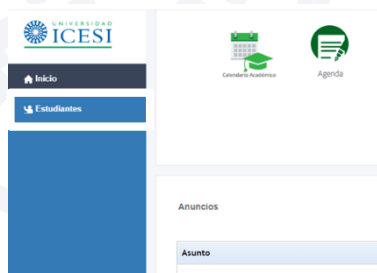 UNIVERSIDAD
ICESI
Inicio
Estudiantes
Calendario Académico
Agenda
Anuncios
Asunto